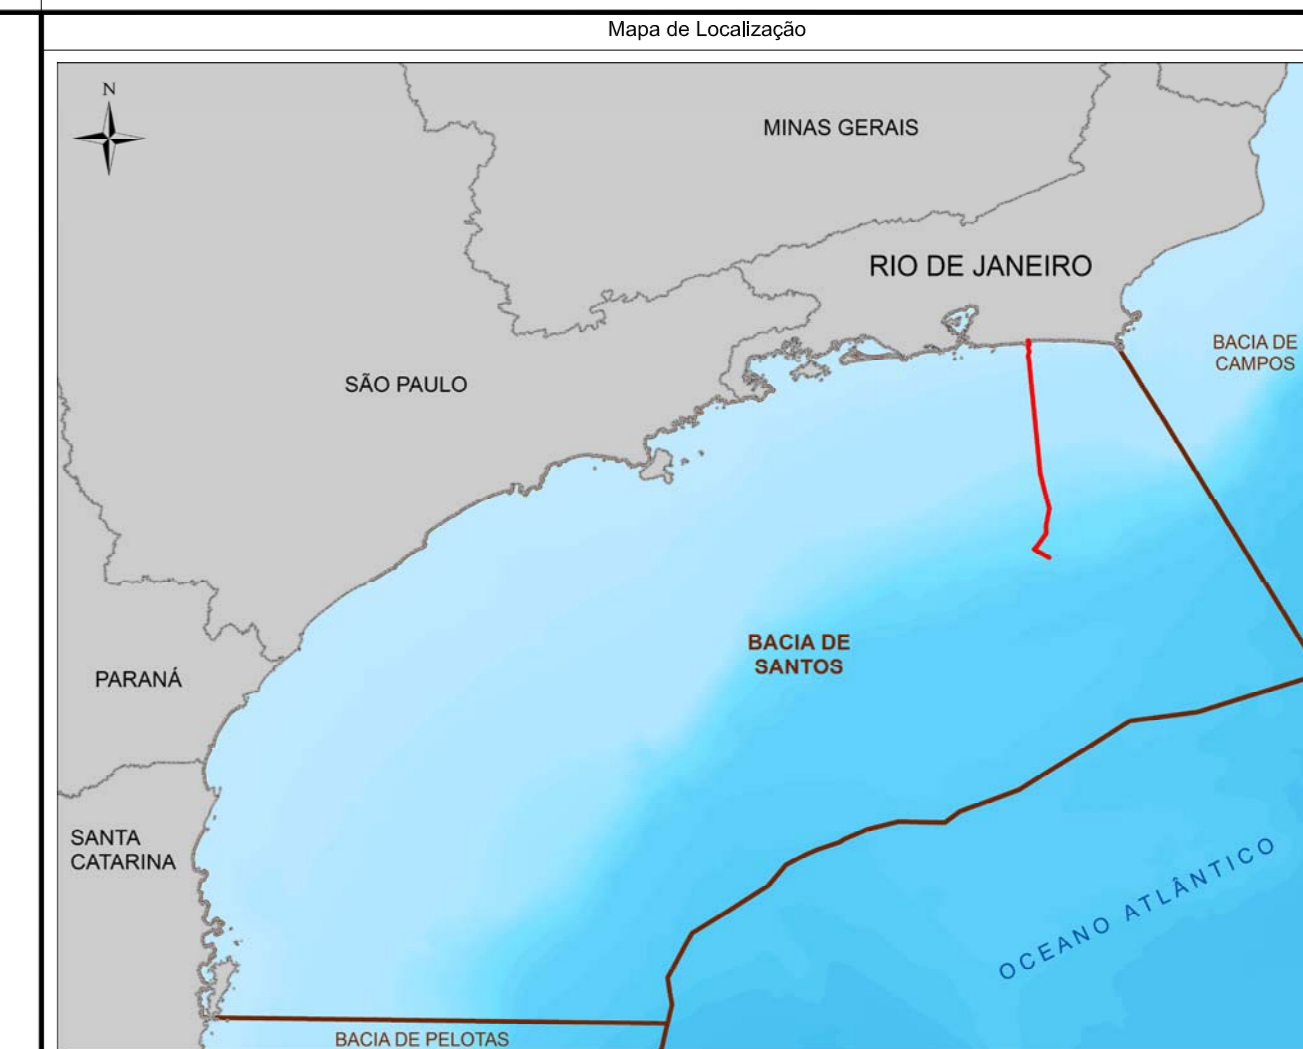 Mapa de Localização
N
MINAS GERAIS
RIO DE JANEIRO
BACIA DE
CAMPOS
SÃO PAULO
BACIA DE
SANTOS
PARANÁ
SANTA
CATARINA
OCEANO ATLÂNTICO
BACIA DE PELOTAS